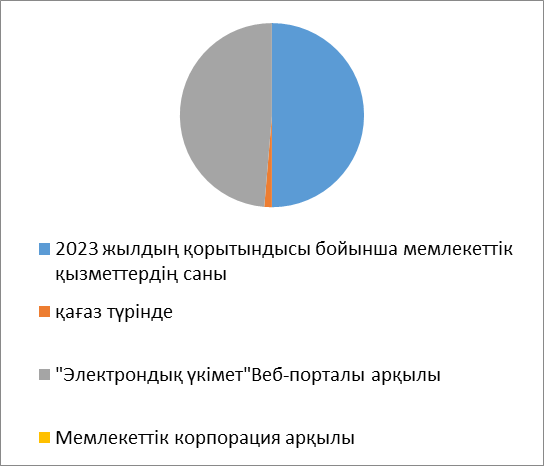 2023 жылдың қорытындысы бойынша мемлекеттік
қызметтердің саны
қағаз түрінде
"Электрондық үкімет"Веб-порталы арқылы
Мемлекеттік корпорация арқылы